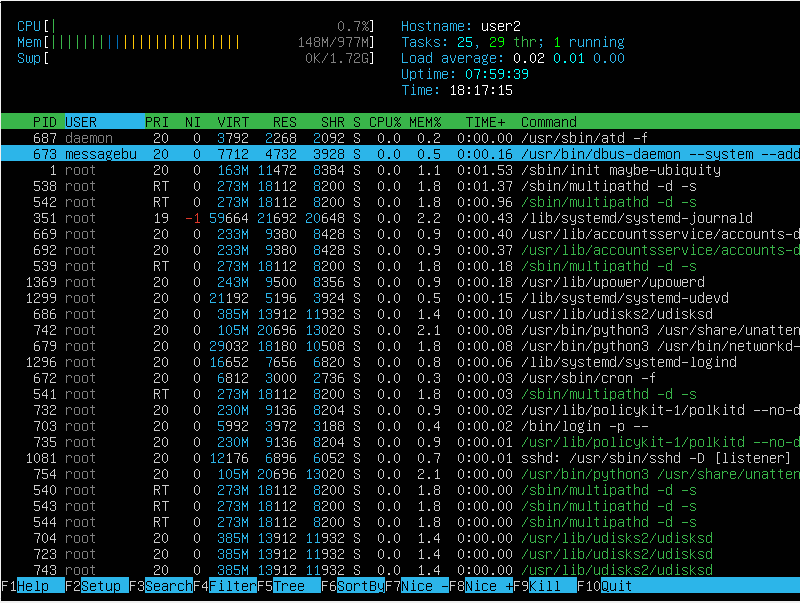 CPU[| 0.7%] Hostname: user2
Mem[|||||||||||||||||||||||| 148M/977M] Tasks: 25, 29 thr; 1 running
Swp[ 0K/1.72G] Load average: 0.02 0.01 0.00
Uptime: 07:59:39
Time: 18:17:15
PID USER PRI NI VIRT RES SHR S CPU% MEM% TIME+ Command
687 daemon 20 0 3792 2268 2092 S 0.0 0.2 0:00.00 /usr/sbin/atd -f
673 messagebu 20 0 7712 4732 3928 S 0.0 0.5 0:00.16 /usr/bin/dbus-daemon --system --add
1 root 20 0 163M 11472 8384 S 0.0 1.1 0:01.53 /sbin/init maybe-ubiquity
538 root RT 0 273M 18112 8200 S 0.0 1.8 0:01.37 /sbin/multipathd -d -s
542 root RT 0 273M 18112 8200 S 0.0 1.8 0:00.96 /sbin/multipathd -d -s
351 root 19 -1 59664 21692 20648 S 0.0 2.2 0:00.43 /lib/systemd/systemd-journald
669 root 20 0 233M 9380 8428 S 0.0 0.9 0:00.40 /usr/lib/accountsservice/accounts-d
692 root 20 0 233M 9380 8428 S 0.0 0.9 0:00.37 /usr/lib/accountsservice/accounts-d
539 root RT 0 273M 18112 8200 S 0.0 1.8 0:00.18 /sbin/multipathd -d -s
1369 root 20 0 243M 9500 8356 S 0.0 0.9 0:00.18 /usr/lib/upower/upowerd
1299 root 20 0 21192 5196 3924 S 0.0 0.5 0:00.15 /lib/systemd/systemd-udevd
686 root 20 0 385M 13912 11932 S 0.0 1.4 0:00.10 /usr/lib/udisks2/udisksd
742 root 20 0 105M 20696 13020 S 0.0 2.1 0:00.08 /usr/bin/python3 /usr/share/unatten
679 root 20 0 29032 18180 10508 S 0.0 1.8 0:00.08 /usr/bin/python3 /usr/bin/networkd-
1296 root 20 0 16652 7656 6820 S 0.0 0.8 0:00.06 /lib/systemd/systemd-logind
672 root 20 0 6812 3000 2736 S 0.0 0.3 0:00.03 /usr/sbin/cron -f
541 root RT 0 273M 18112 8200 S 0.0 1.8 0:00.03 /sbin/multipathd -d -s
732 root 20 0 230M 9136 8204 S 0.0 0.9 0:00.02 /usr/lib/policykit-1/polkitd --no-d
703 root 20 0 5992 3972 3188 S 0.0 0.4 0:00.02 /bin/login -p --
735 root 20 0 230M 9136 8204 S 0.0 0.9 0:00.01 /usr/lib/policykit-1/polkitd --no-d
1081 root 20 0 12176 6896 6052 S 0.0 0.7 0:00.01 sshd: /usr/sbin/sshd -D [listener]
754 root 20 0 105M 20696 13020 S 0.0 2.1 0:00.00 /usr/bin/python3 /usr/share/unatten
540 root RT 0 273M 18112 8200 S 0.0 1.8 0:00.00 /sbin/multipathd -d -s
543 root RT 0 273M 18112 8200 S 0.0 1.8 0:00.00 /sbin/multipathd -d -s
544 root RT 0 273M 18112 8200 S 0.0 1.8 0:00.00 /sbin/multipathd -d -s
704 root 20 0 385M 13912 11932 S 0.0 1.4 0:00.00 /usr/lib/udisks2/udisksd
723 root 20 0 385M 13912 11932 S 0.0 1.4 0:00.00 /usr/lib/udisks2/udisksd
743 root 20 0 385M 13912 11932 S 0.0 1.4 0:00.00 /usr/lib/udisks2/udisksd
F1Help F2Setup F3SearchF4FilterF5Tree F6SortByF7Nice -F8Nice +F9Kill F10Quit